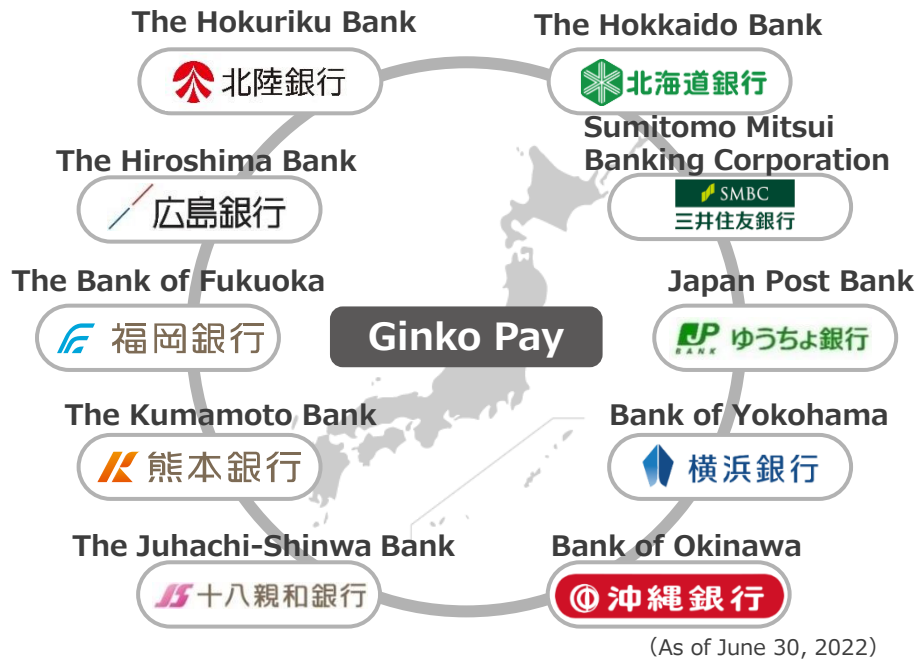 The Hokuriku Bank
北陸銀行
The Hokkaido Bank
北海道銀行
The Hiroshima Bank
広島銀行
Sumitomo Mitsui
Banking Corporation
SMBC
三井住友銀行
The Bank of Fukuoka
福岡銀行
Ginko Pay
Japan Post Bank
JP
BANK
ゆうちょ銀行
The Kumamoto Bank
熊本銀行
Bank of Yokohama
横浜銀行
The Juhachi-Shinwa Bank
十八親和銀行
Bank of Okinawa
沖縄銀行
（As of June 30, 2022）